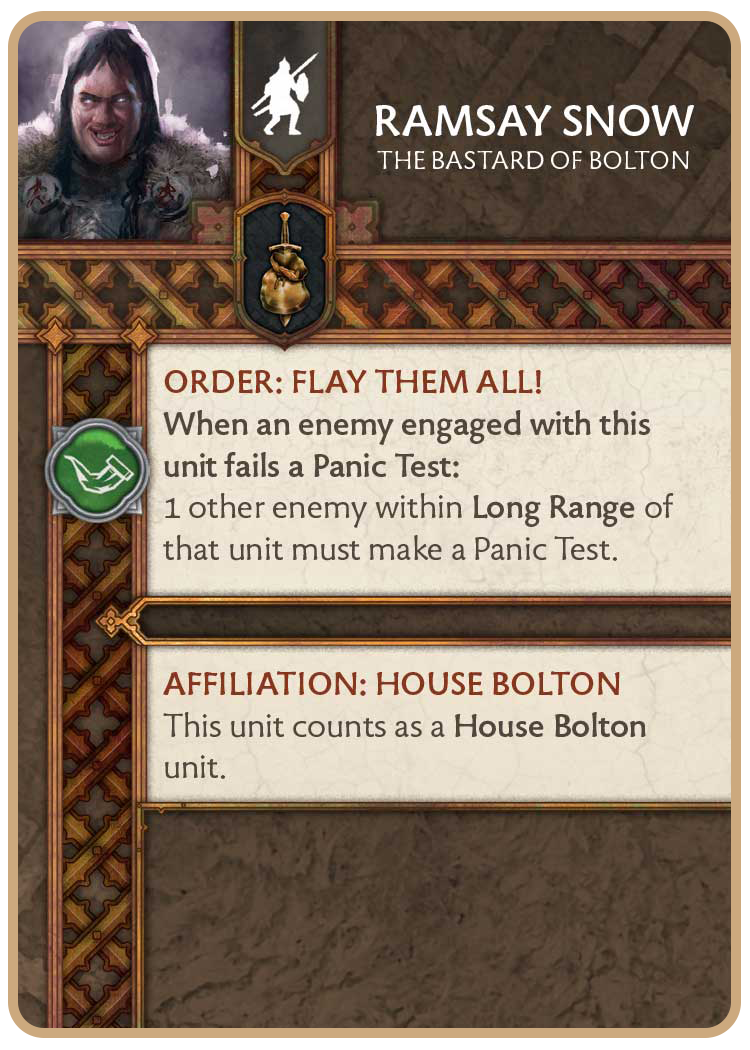 RAMSAY SNOW
THE BASTARD OF BOLTON
ORDER: FLAY THEM ALL!
When an enemy engaged with this
unit fails a Panic Test:
1 other enemy within Long Range of
that unit must make a Panic Test.
AFFILIATION: HOUSE BOLTON
This unit counts as a House Bolton
unit.